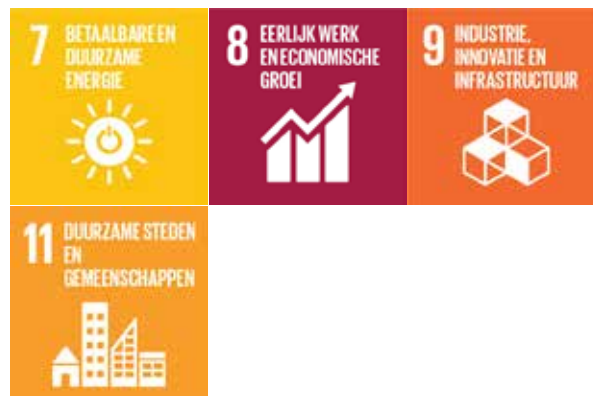 7 BETAALBARE EN
DUURZAME
ENERGIE
8 EERLIJK WERK
EN ECONOMISCHE
GROEI
9 INDUSTRIE,
INNOVATIE EN
INFRASTRUCTUUR
11 DUURZAME STEDEN
EN
GEMEENSCHAPPEN